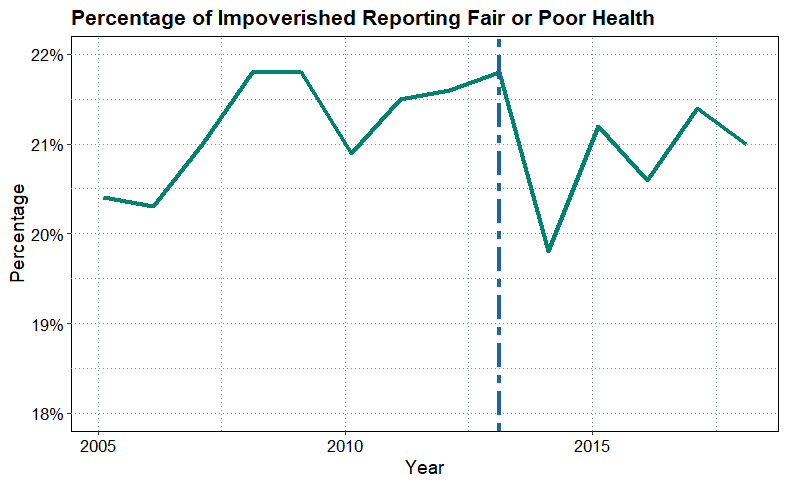 Percentage of Impoverished Reporting Fair or Poor Health
22%
21%
20%
19%
18%
Percentage
2005 2010 2015
Year